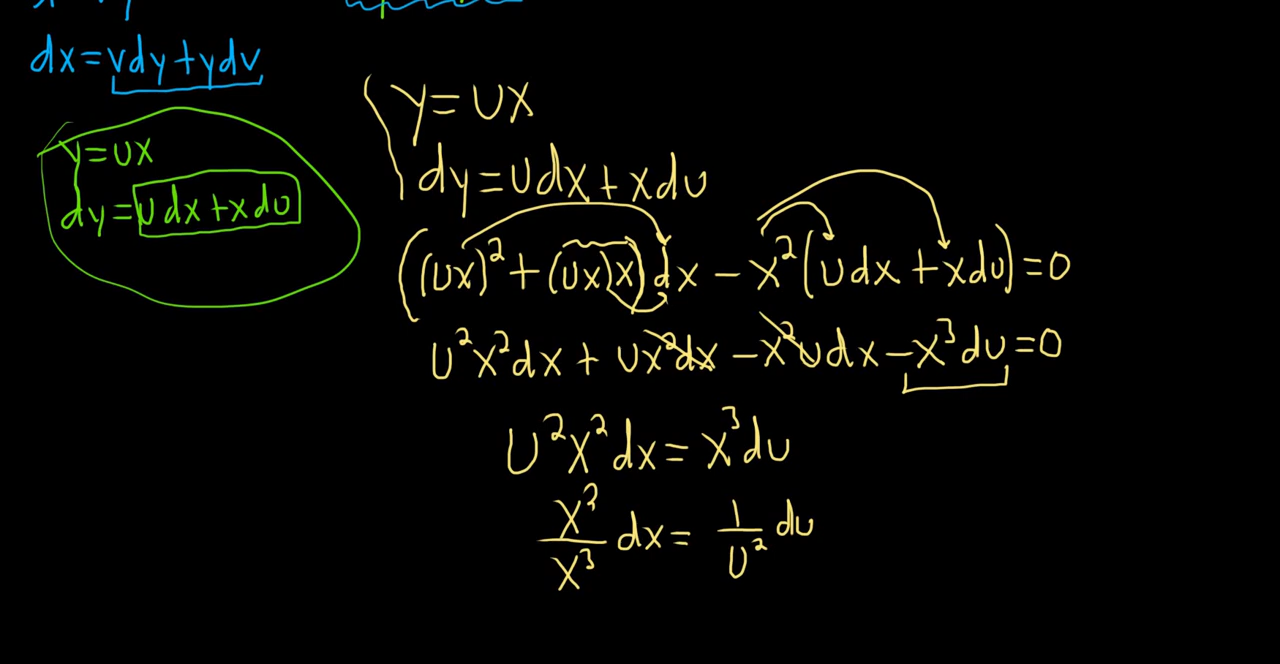 dx = vdy + ydv
y = ux
dy = udx + xdu
y = ux
dy = udx + xdu
((ux)² + (ux)x)dx − x²(udx + xdu) = 0
u²x²dx + ux²dx − x²udx − x³du = 0
u²x²dx = x³du
x²/x³ dx = 1/u² du